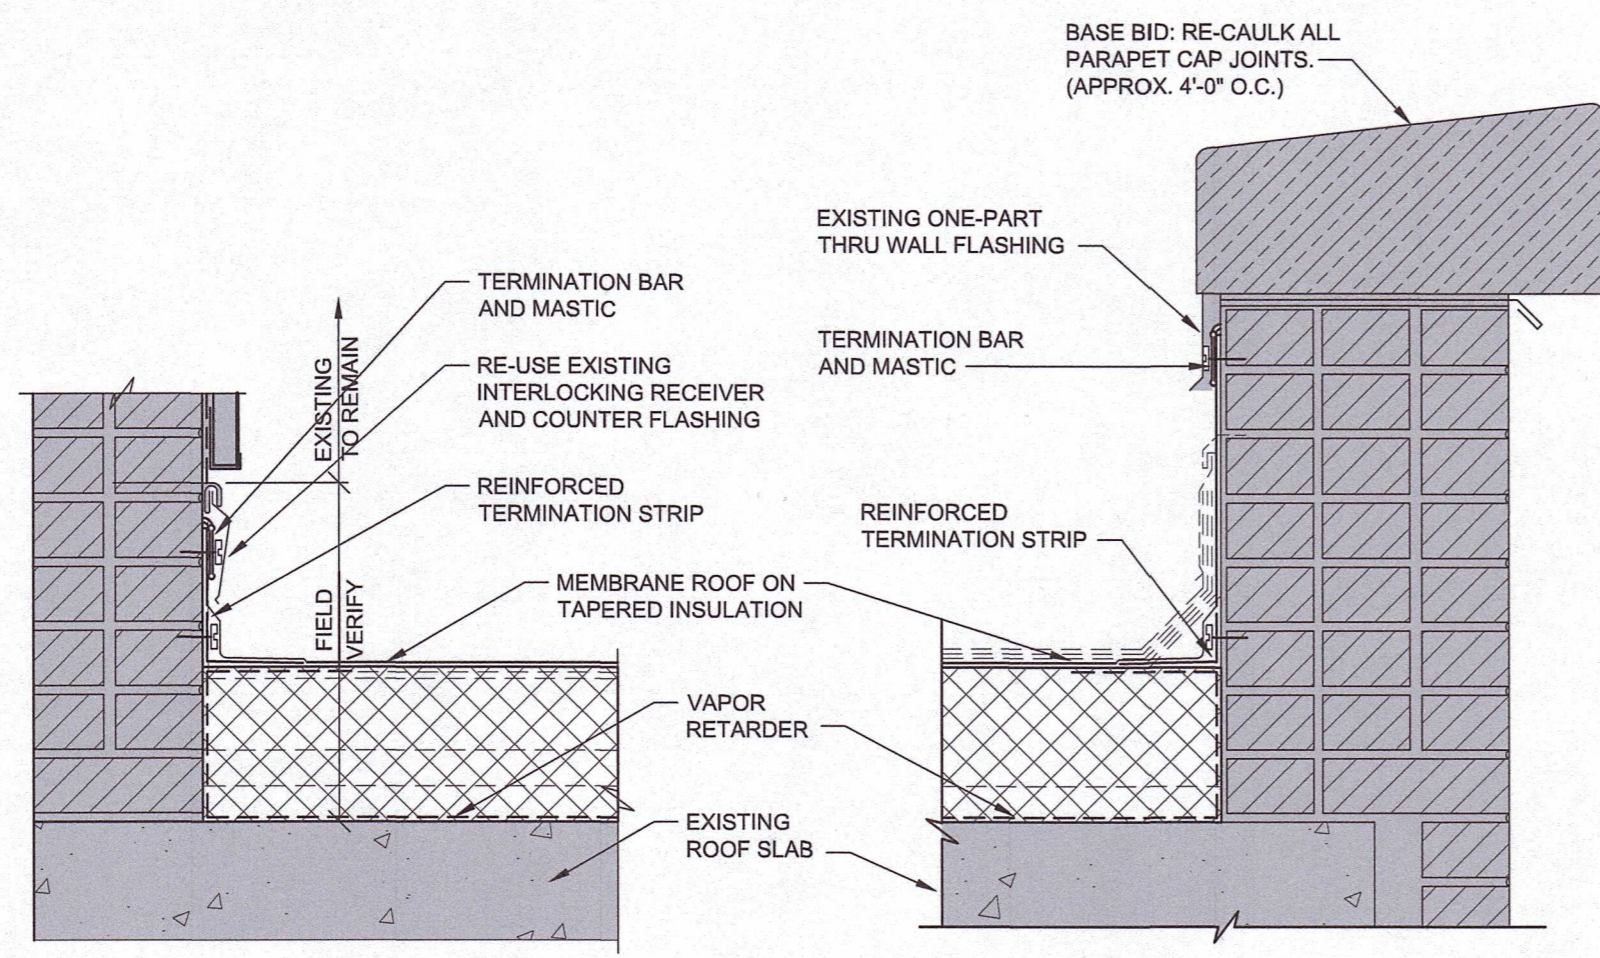 BASE BID: RE-CAULK ALL
PARAPET CAP JOINTS.
(APPROX. 4'-0" O.C.)
EXISTING ONE-PART
THRU WALL FLASHING
TERMINATION BAR
AND MASTIC
TERMINATION BAR
AND MASTIC
RE-USE EXISTING
INTERLOCKING RECEIVER
AND COUNTER FLASHING
EXISTING
TO REMAIN
REINFORCED
TERMINATION STRIP
REINFORCED
TERMINATION STRIP
MEMBRANE ROOF ON
TAPERED INSULATION
FIELD
VERIFY
VAPOR
RETARDER
EXISTING
ROOF SLAB